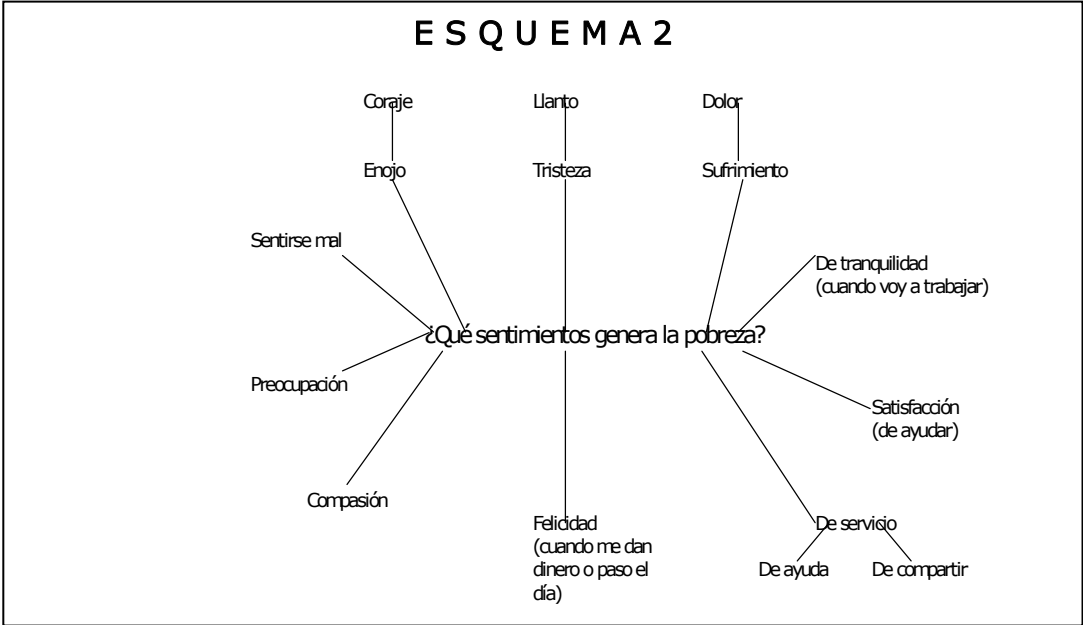 ESQUEMA2
Coraje
Llanto
Dolor
Enojo
Tristeza
Sufrimiento
Sentirse mal
De tranquilidad
(cuando voy a trabajar)
¿Qué sentimientos genera la pobreza?
Preocupación
Satisfacción
(de ayudar)
Compasión
Felicidad
(cuando me dan
dinero o paso el
día)
De servicio
De ayuda
De compartir